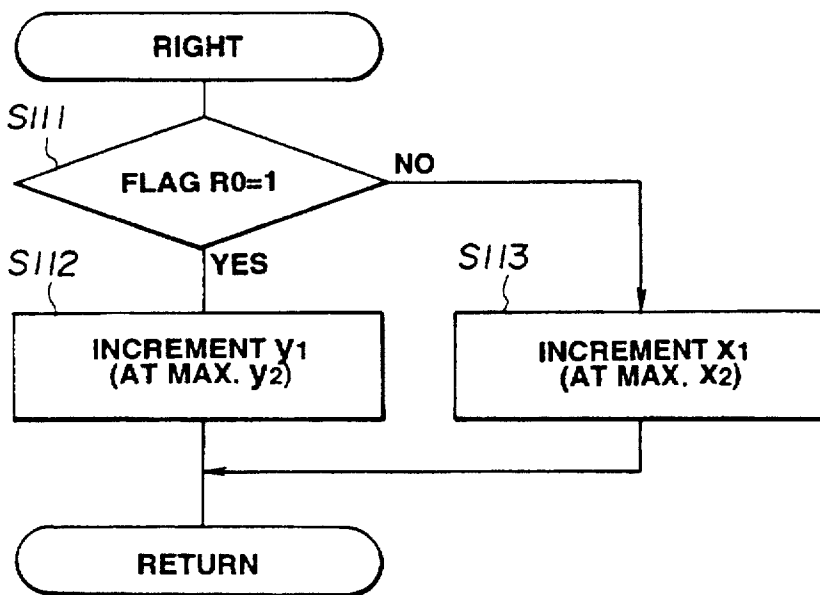 RIGHT
S111
FLAG R0=1
NO
YES
S112
S113
INCREMENT y1
(AT MAX. y2)
INCREMENT x1
(AT MAX. x2)
RETURN